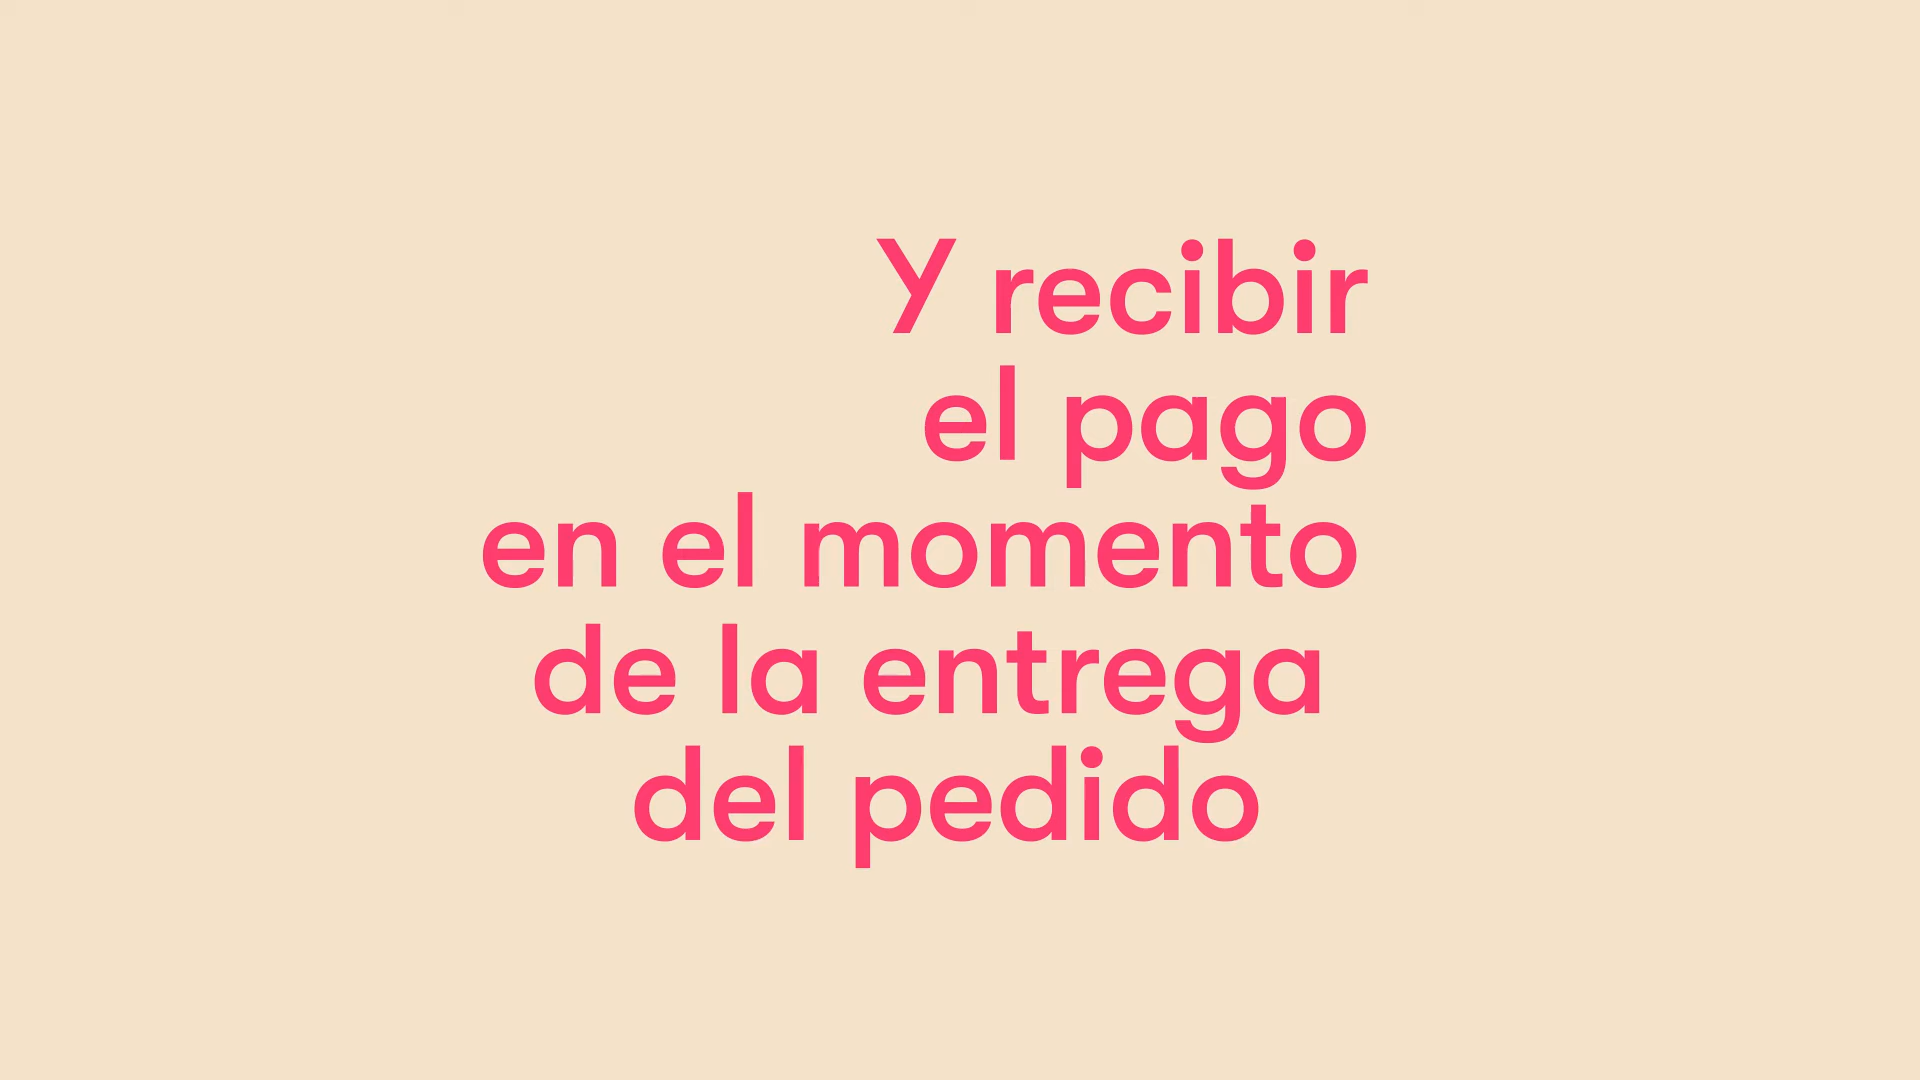 Y recibir
el pago
en el momento
de la entrega
del pedido